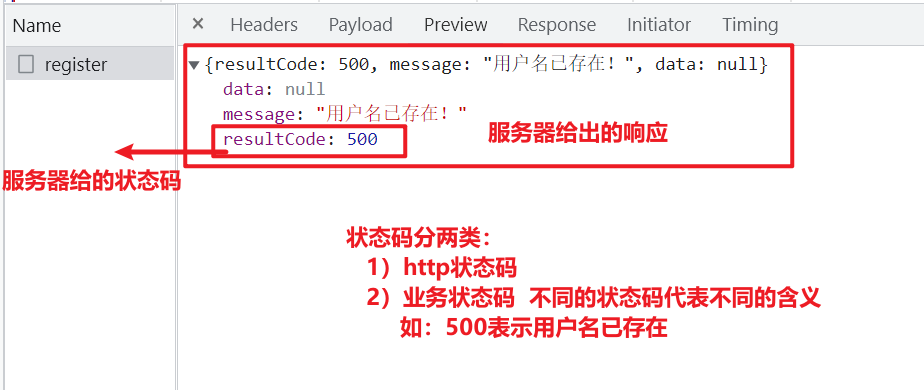 Name
Headers Payload Preview Response Initiator Timing
register
{resultCode: 500, message: "用户名已存在！", data: null}
data: null
message: "用户名已存在！"
resultCode: 500
服务器给出的响应
服务器给的状态码
状态码分两类：
1）http状态码
2）业务状态码 不同的状态码代表不同的含义
如：500表示用户名已存在